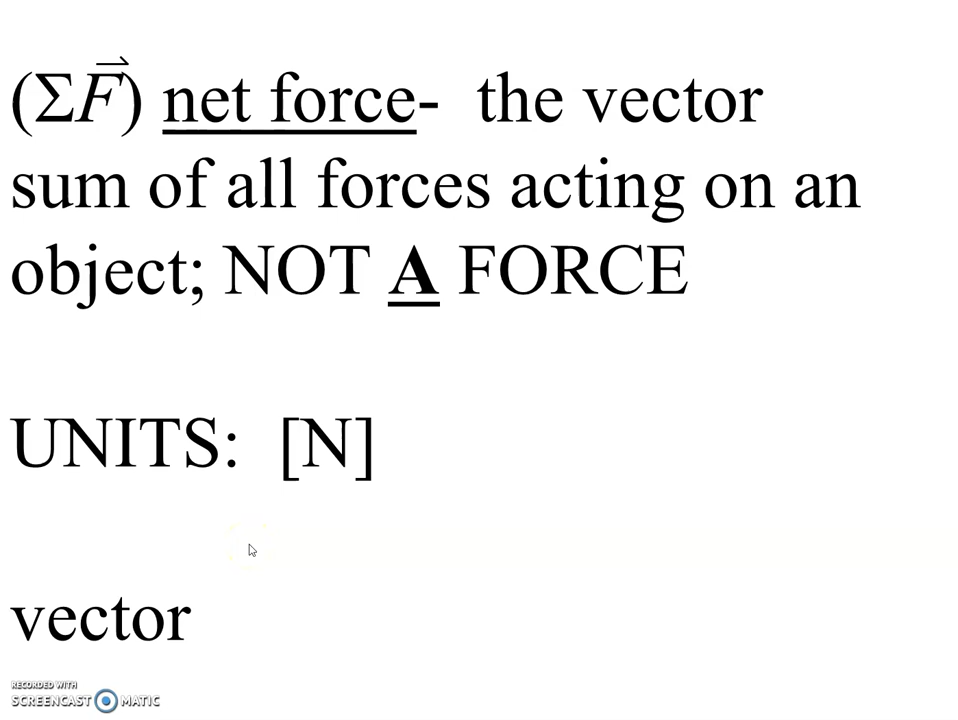 (ΣF⃗) net force- the vector
sum of all forces acting on an
object; NOT A FORCE
UNITS: [N]
vector
RECORDED WITH
SCREENCAST MATIC